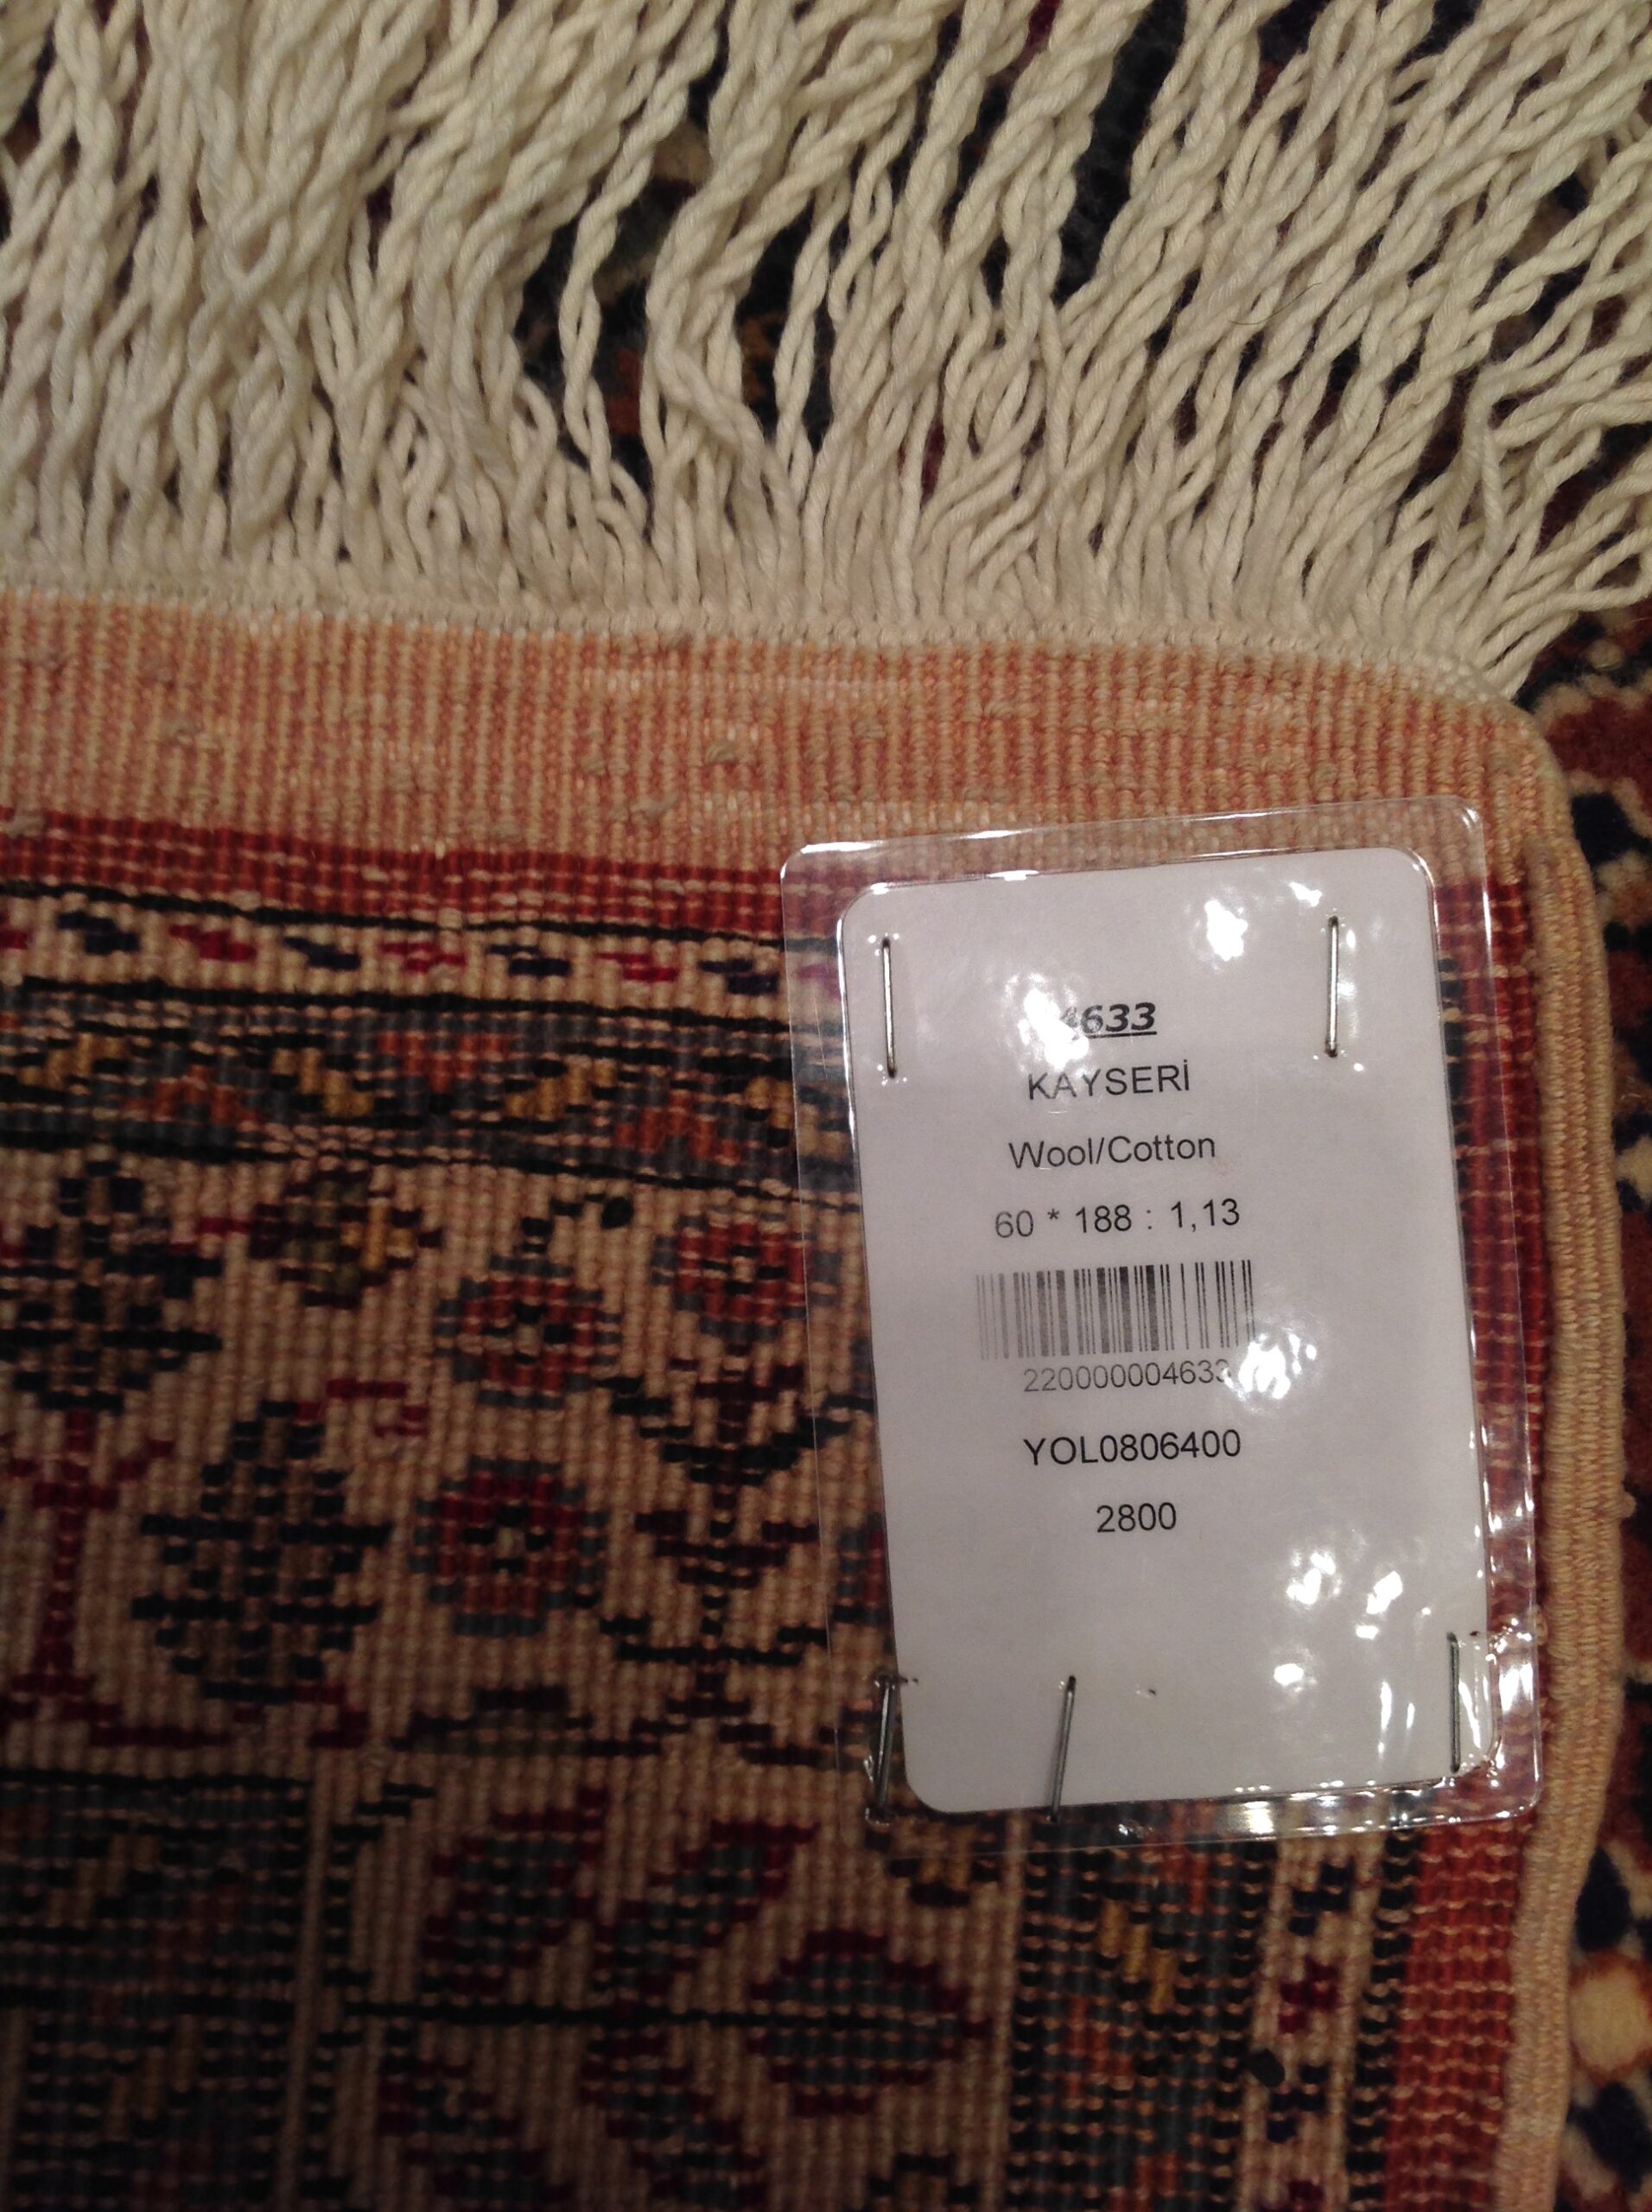 4633
KAYSERİ
Wool/Cotton
60 * 188 : 1,13
220000004633
YOL0806400
2800